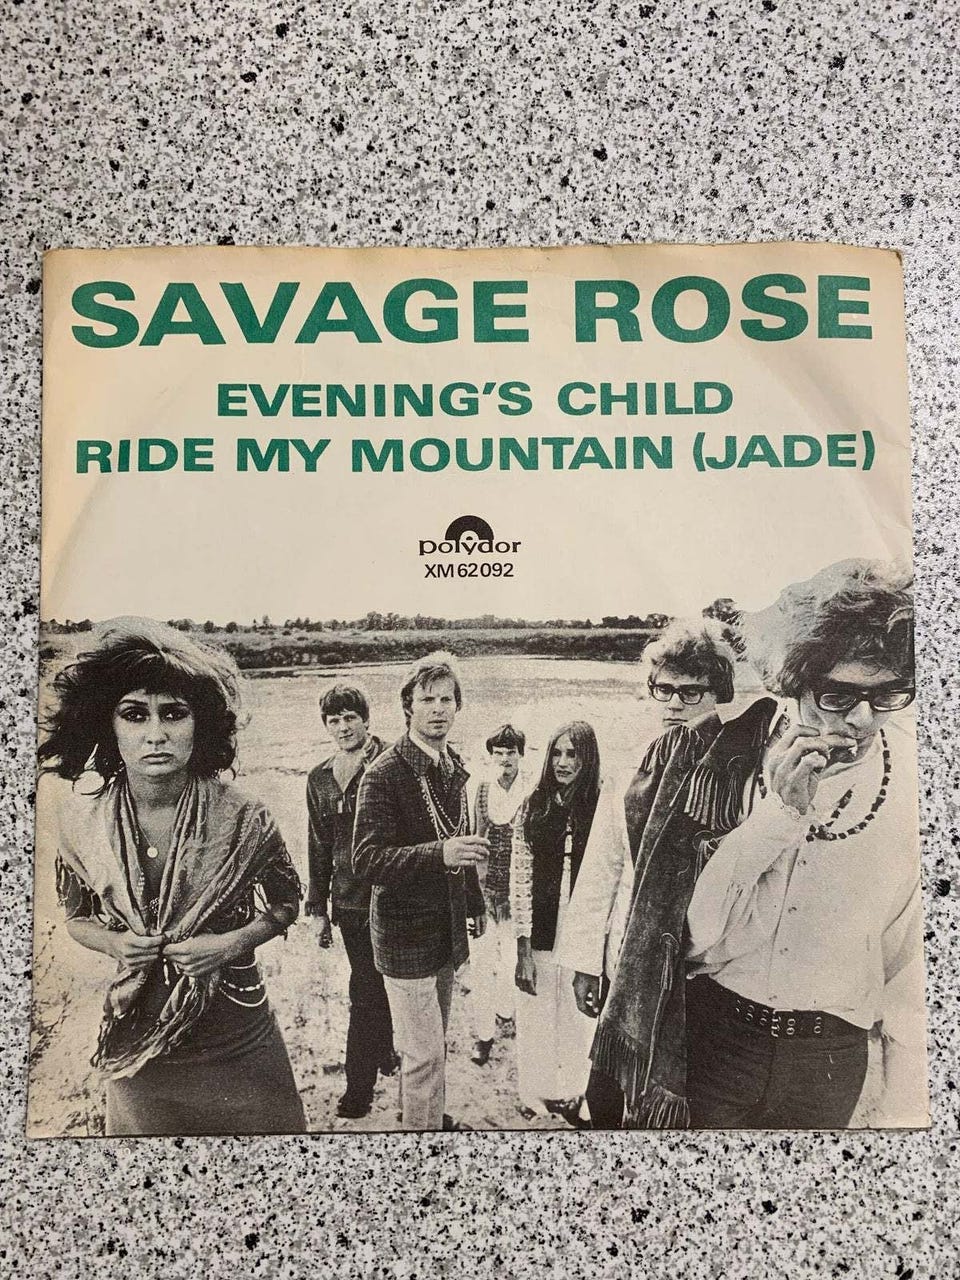 SAVAGE ROSE
EVENING'S CHILD
RIDE MY MOUNTAIN (JADE)
polydor
XM 62092